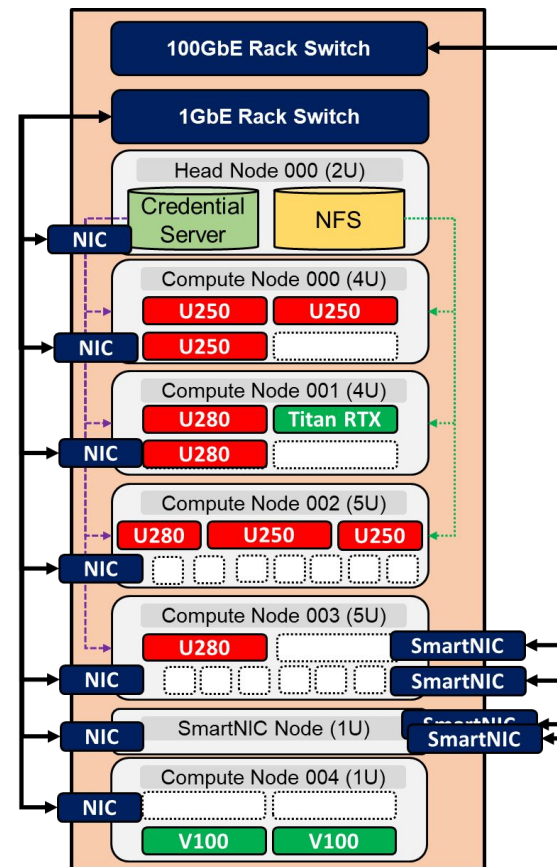 100GbE Rack Switch
1GbE Rack Switch
Head Node 000 (2U)
Credential
Server
NFS
NIC
Compute Node 000 (4U)
U250 U250
U250
NIC
Compute Node 001 (4U)
U280 Titan RTX
U280
NIC
Compute Node 002 (5U)
U280 U250 U250
NIC
Compute Node 003 (5U)
U280
SmartNIC
NIC
SmartNIC
SmartNIC
NIC
SmartNIC Node (1U)
SmartNIC
Compute Node 004 (1U)
NIC
V100 V100